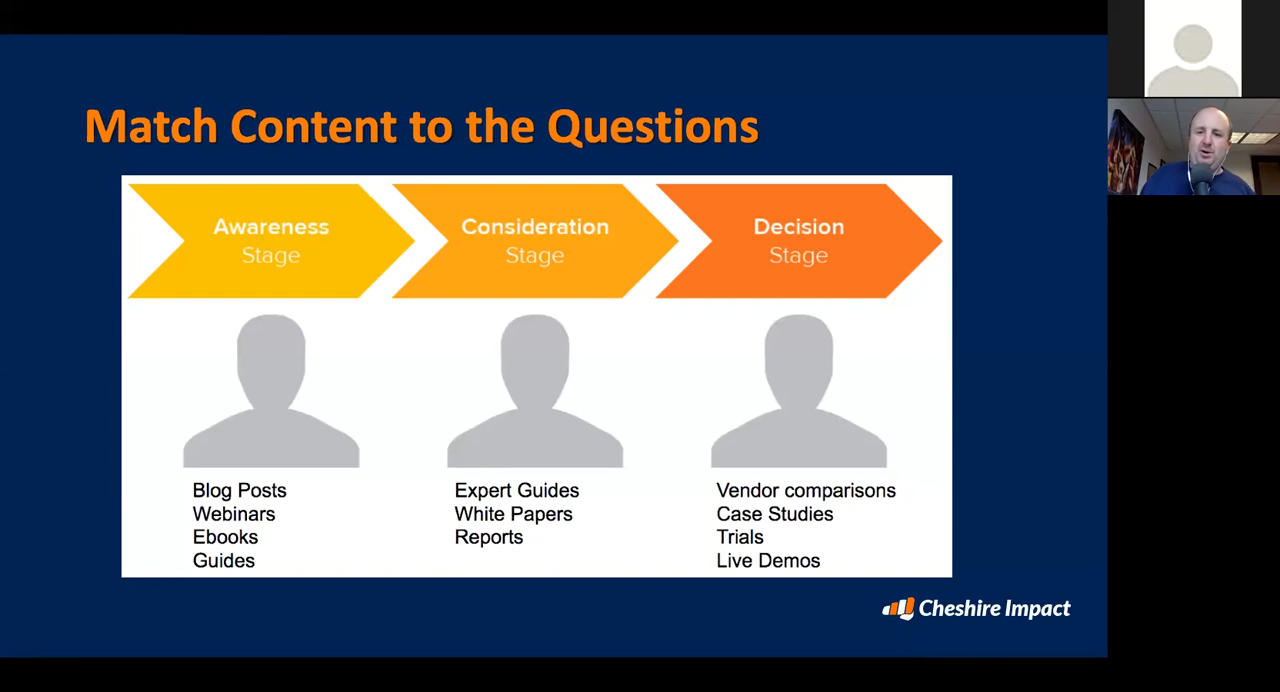 Match Content to the Questions
Awareness
Stage
Consideration
Stage
Decision
Stage
Blog Posts
Webinars
Ebooks
Guides
Expert Guides
White Papers
Reports
Vendor comparisons
Case Studies
Trials
Live Demos
Cheshire Impact